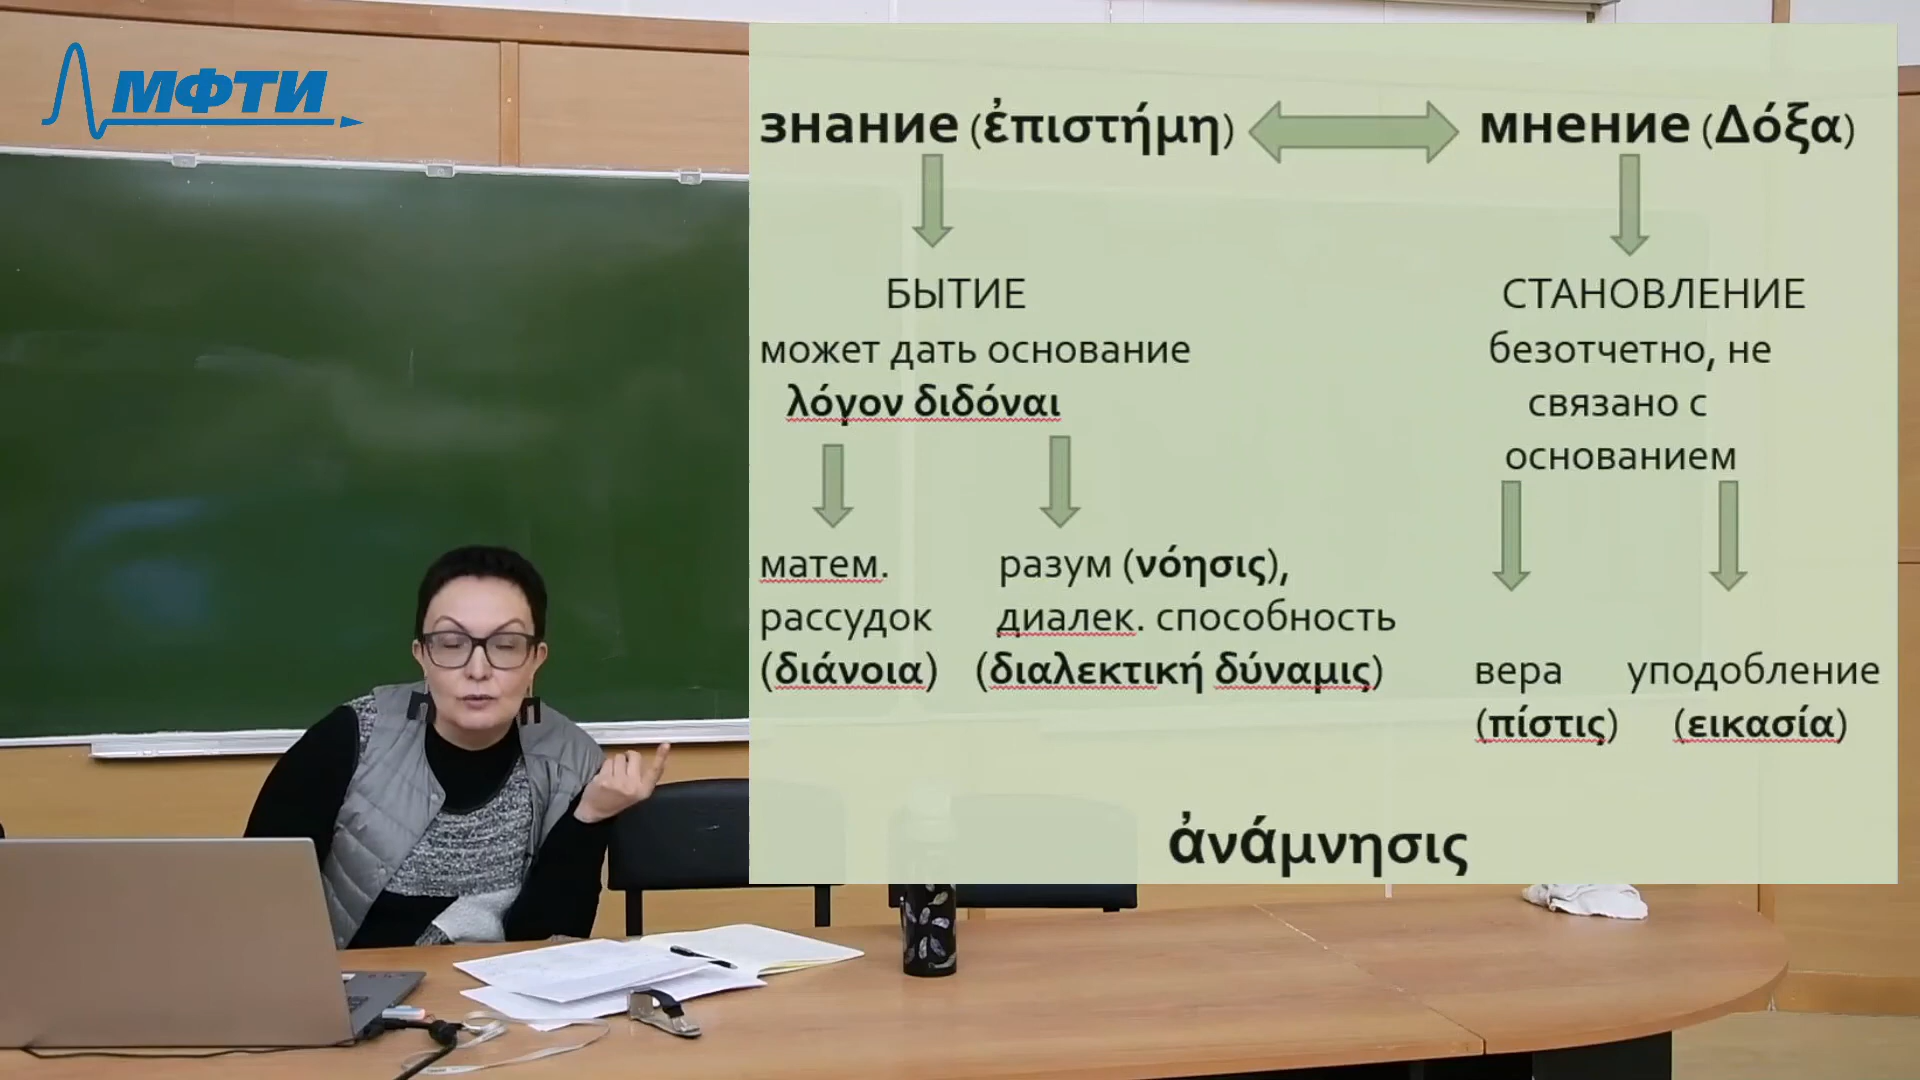 МФТИ
знание (ἐπιστήμη) мнение (Δόξα)
БЫТИЕ
может дать основание
λόγον διδόναι
СТАНОВЛЕНИЕ
безотчетно, не
связано с
основанием
матем.
рассудок
(διάνοια)
разум (νόησις),
диалек. способность
(διαλεκτική δύναμις)
вера
(πίστις)
уподобление
(εικασία)
ἀνάμνησις